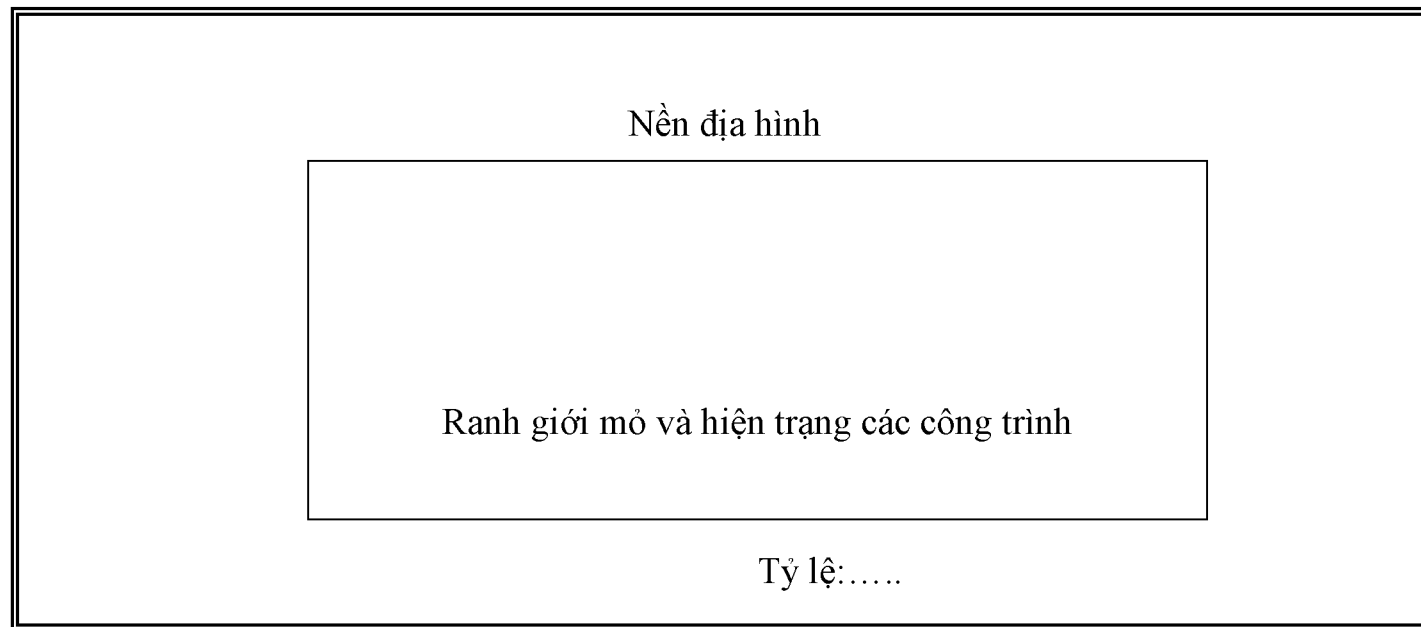 Nền địa hình
Ranh giới mỏ và hiện trạng các công trình
Tỷ lệ:…..